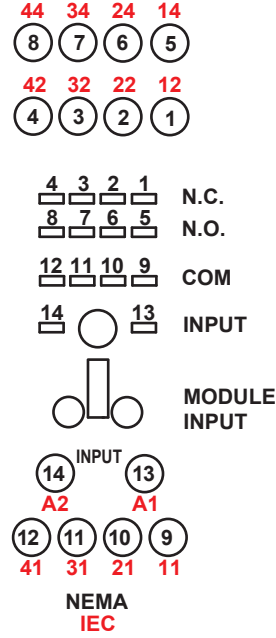 44 34 24 14
8 7 6 5
42 32 22 12
4 3 2 1
4 3 2 1 N.C.
8 7 6 5 N.O.
12 11 10 9 COM
14 13 INPUT
MODULE
INPUT
INPUT
14 13
A2 A1
12 11 10 9
41 31 21 11
NEMA
IEC